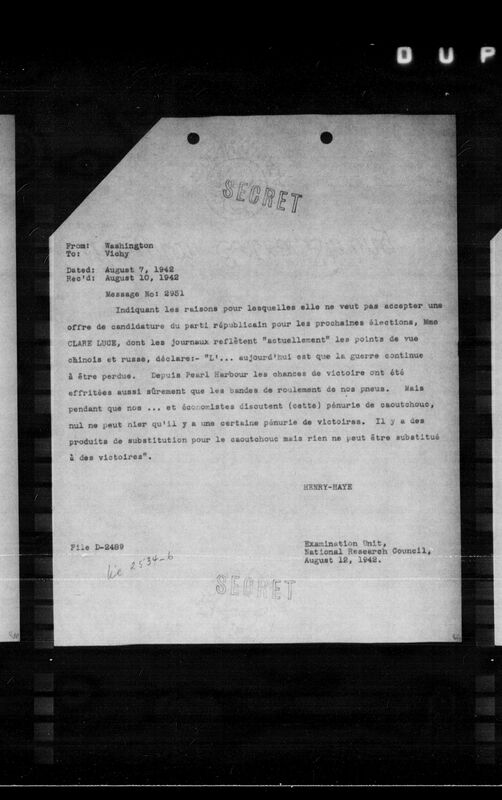 DUP
SECRET
From: Washington
To: Vichy
Dated: August 7, 1942
Rec'd: August 10, 1942
Message No: 2951
Indiquant les raisons pour lesquelles elle ne veut pas accepter une
offre de candidature du parti républicain pour les prochaines élections, Mme
CLARE LUCE, dont les journaux reflètent "actuellement" les points de vue
chinois et russe, déclare:- "L'... aujourd'hui est que la guerre continue
à être perdue. Depuis Pearl Harbour les chances de victoire ont été
effritées aussi sûrement que les bandes de roulement de nos pneus. Mais
pendant que nos ... et économistes discutent (cette) pénurie de caoutchouc,
nul ne peut nier qu'il y a une certaine pénurie de victoires. Il y a des
produits de substitution pour le caoutchouc mais rien ne peut être substitué
à des victoires".
HENRY-HAYE
File D-2489
Examination Unit,
National Research Council,
August 12, 1942.
2534-6
SECRET